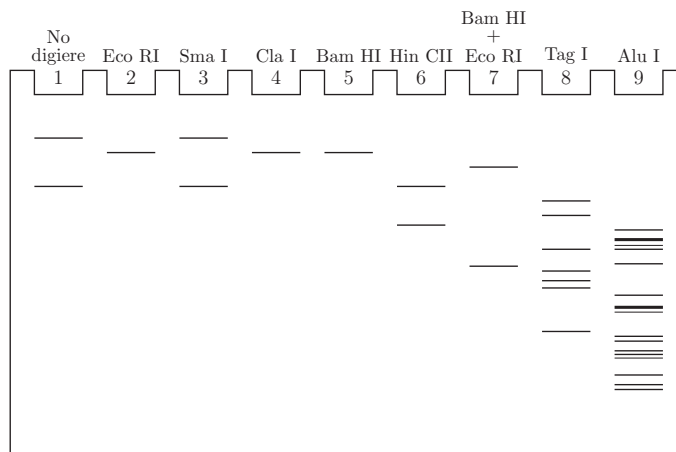 No
digiere
1
Eco RI
2
Sma I
3
Cla I
4
Bam HI
5
Hin CII
6
Bam HI
+
Eco RI
7
Tag I
8
Alu I
9